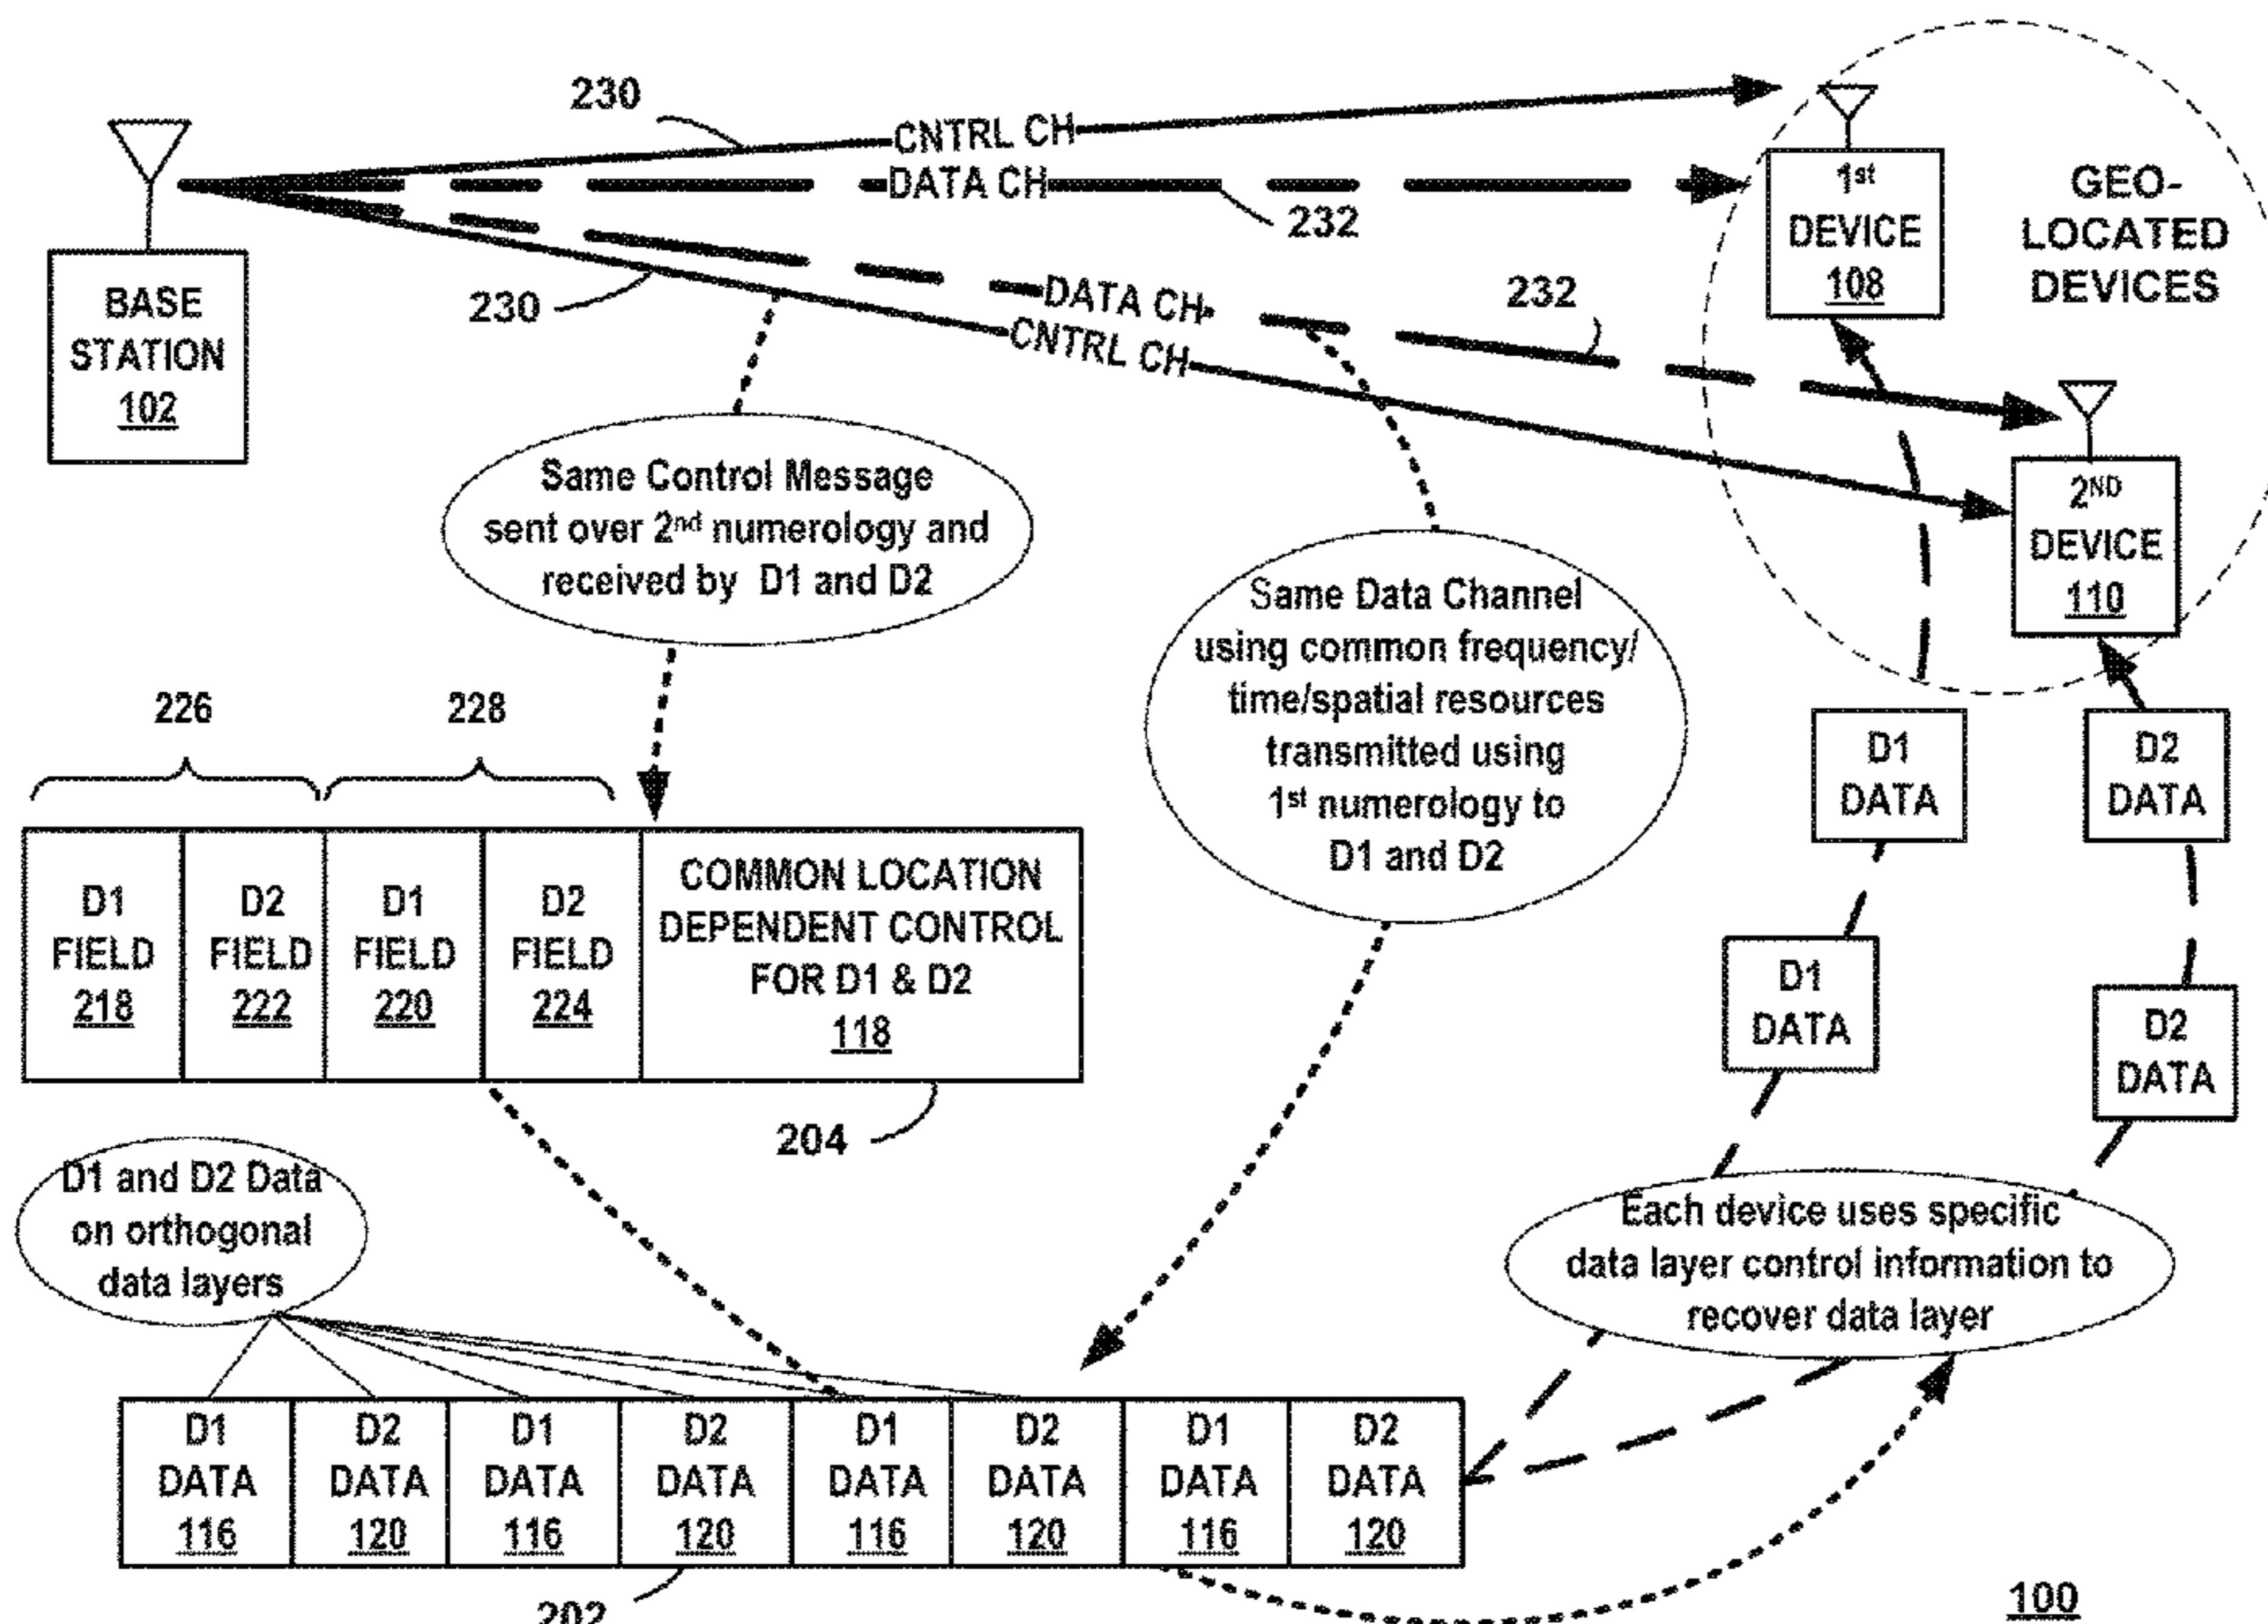 230
CNTRL CH
DATA CH
232
BASE
STATION
102
230
DATA CH
CNTRL CH
232
1st
DEVICE
108
GEO-
LOCATED
DEVICES
2ND
DEVICE
110
Same Control Message
sent over 2nd numerology and
received by D1 and D2
Same Data Channel
using common frequency/
time/spatial resources
transmitted using
1st numerology to
D1 and D2
226
228
D1
FIELD
218
D2
FIELD
222
D1
FIELD
220
D2
FIELD
224
COMMON LOCATION
DEPENDENT CONTROL
FOR D1 & D2
118
204
D1
DATA
D2
DATA
D1
DATA
D2
DATA
D1 and D2 Data
on orthogonal
data layers
Each device uses specific
data layer control information to
recover data layer
D1
DATA
116
D2
DATA
120
D1
DATA
116
D2
DATA
120
D1
DATA
116
D2
DATA
120
D1
DATA
116
D2
DATA
120
202
100